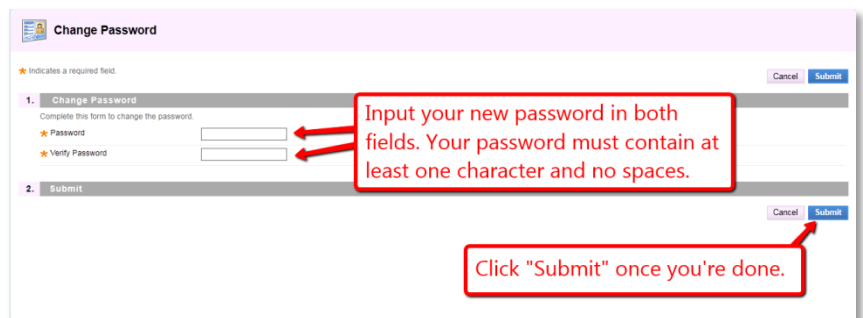 Change Password
* Indicates a required field.
Cancel Submit
1. Change Password
Complete this form to change the password.
* Password
* Verify Password
Input your new password in both
fields. Your password must contain at
least one character and no spaces.
2. Submit
Cancel Submit
Click "Submit" once you're done.